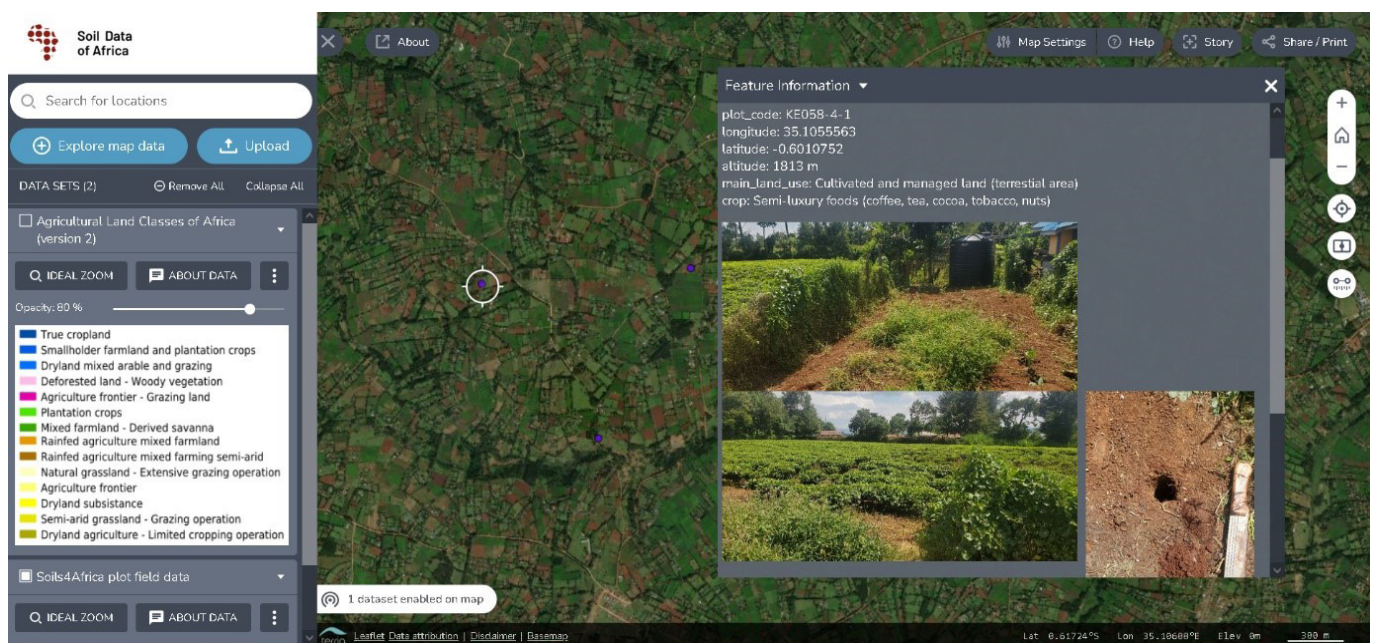 Soil Data
of Africa
About
Map Settings
Help
Story
Share / Print
Search for locations
Explore map data
Upload
DATA SETS (2)
Remove All
Collapse All
Agricultural Land Classes of Africa
(version 2)
IDEAL ZOOM
ABOUT DATA
Opacity: 80 %
True cropland
Smallholder farmland and plantation crops
Dryland mixed arable and grazing
Deforested land - Woody vegetation
Agriculture frontier - Grazing land
Plantation crops
Mixed farmland - Derived savanna
Rainfed agriculture mixed farmland
Rainfed agriculture mixed farming semi-arid
Natural grassland - Extensive grazing operation
Agriculture frontier
Dryland subsistance
Semi-arid grassland - Grazing operation
Dryland agriculture - Limited cropping operation
Soils4Africa plot field data
IDEAL ZOOM
ABOUT DATA
Feature Information
plot_code: KE058-4-1
longitude: 35.1055563
latitude: -0.6010752
altitude: 1813 m
main_land_use: Cultivated and managed land (terrestial area)
crop: Semi-luxury foods (coffee, tea, cocoa, tobacco, nuts)
1 dataset enabled on map
Leaflet Data attribution | Disclaimer | Basemap
Lat 0.61724°S Lon 35.10608°E Elev 0m 300 m